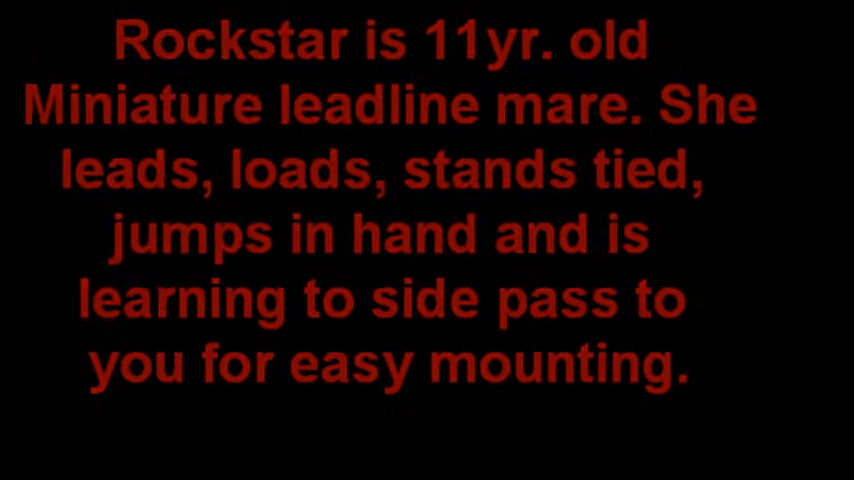 Rockstar is 11yr. old
Miniature leadline mare. She
leads, loads, stands tied,
jumps in hand and is
learning to side pass to
you for easy mounting.